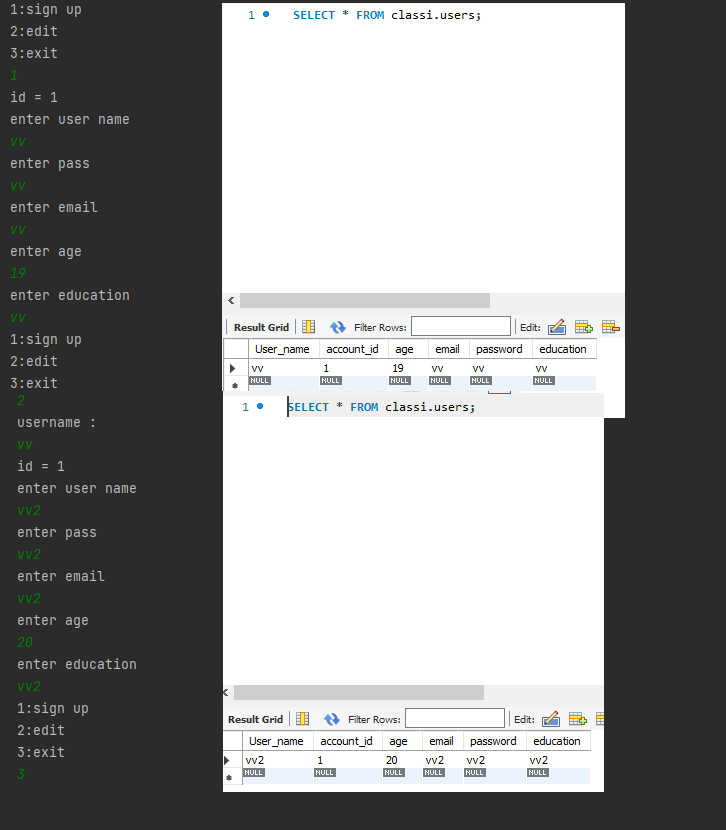 1:sign up
2:edit
3:exit
1
id = 1
enter user name
vv
enter pass
vv
enter email
vv
enter age
19
enter education
vv
1:sign up
2:edit
3:exit
2
username :
vv
id = 1
enter user name
vv2
enter pass
vv2
enter email
vv2
enter age
20
enter education
vv2
1:sign up
2:edit
3:exit
3
1 SELECT * FROM classi.users;
Result Grid Filter Rows: Edit:
User_name account_id age email password education
vv 1 19 vv vv vv
NULL NULL NULL NULL NULL NULL
1 SELECT * FROM classi.users;
Result Grid Filter Rows: Edit:
User_name account_id age email password education
vv2 1 20 vv2 vv2 vv2
NULL NULL NULL NULL NULL NULL